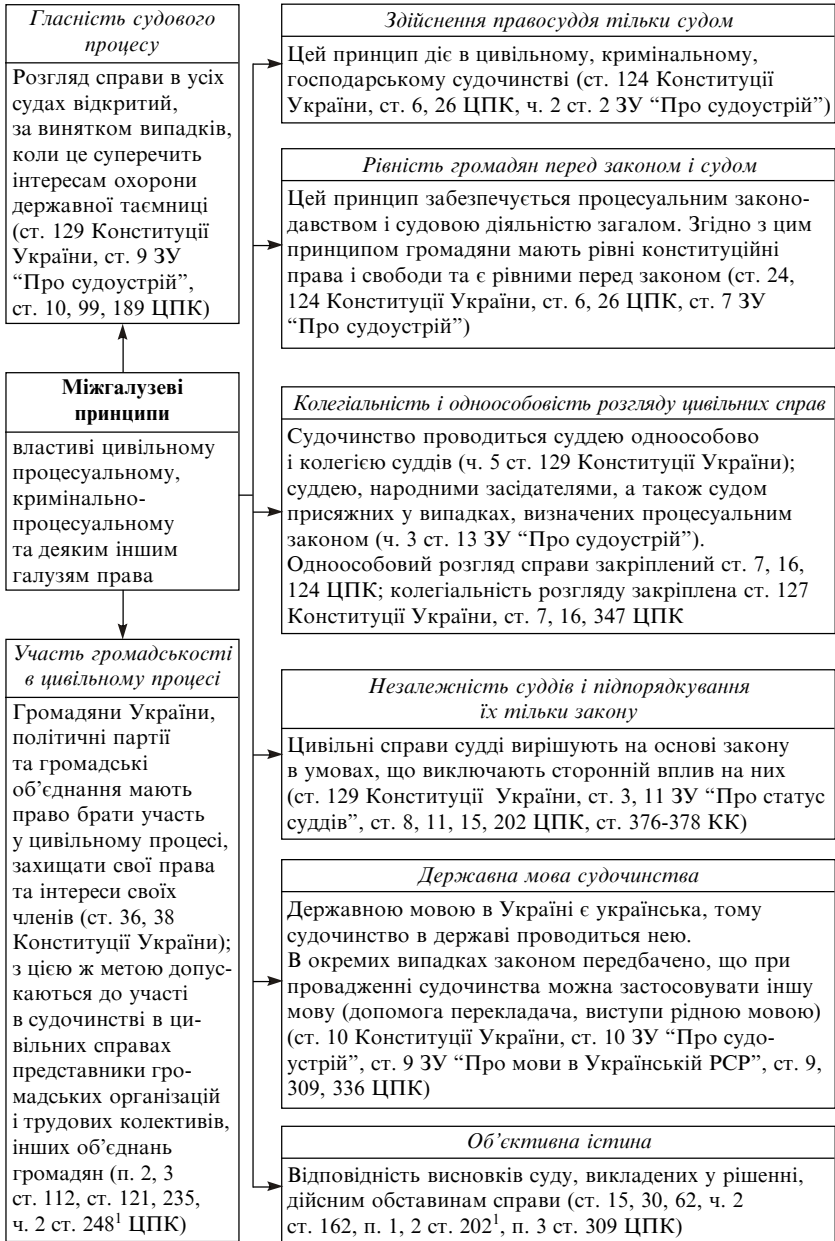 Гласність судового
процесу
Розгляд справи в усіх
судах відкритий,
за винятком випадків,
коли це суперечить
інтересам охорони
державної таємниці
(ст. 129 Конституції
України, ст. 9 ЗУ
“Про судоустрій”,
ст. 10, 99, 189 ЦПК)
Міжгалузеві
принципи
властиві цивільному
процесуальному,
кримінально-
процесуальному
та деяким іншим
галузям права
Участь громадськості
в цивільному процесі
Громадяни України,
політичні партії
та громадські
об’єднання мають
право брати участь
у цивільному процесі,
захищати свої права
та інтереси своїх
членів (ст. 36, 38
Конституції України);
з цією ж метою допус-
каються до участі
в судочинстві в ци-
вільних справах
представники гро-
мадських організацій
і трудових колективів,
інших об’єднань
громадян (п. 2, 3
ст. 112, ст. 121, 235,
ч. 2 ст. 248¹ ЦПК)
Здійснення правосуддя тільки судом
Цей принцип діє в цивільному, кримінальному,
господарському судочинстві (ст. 124 Конституції
України, ст. 6, 26 ЦПК, ч. 2 ст. 2 ЗУ “Про судоустрій”)
Рівність громадян перед законом і судом
Цей принцип забезпечується процесуальним законо-
давством і судовою діяльністю загалом. Згідно з цим
принципом громадяни мають рівні конституційні
права і свободи та є рівними перед законом (ст. 24,
124 Конституції України, ст. 6, 26 ЦПК, ст. 7 ЗУ
“Про судоустрій”)
Колегіальність і одноособовість розгляду цивільних справ
Судочинство проводиться суддею одноособово
і колегією суддів (ч. 5 ст. 129 Конституції України);
суддею, народними засідателями, а також судом
присяжних у випадках, визначених процесуальним
законом (ч. 3 ст. 13 ЗУ “Про судоустрій”).
Одноособовий розгляд справи закріплений ст. 7, 16,
124 ЦПК; колегіальність розгляду закріплена ст. 127
Конституції України, ст. 7, 16, 347 ЦПК
Незалежність суддів і підпорядкування
їх тільки закону
Цивільні справи судді вирішують на основі закону
в умовах, що виключають сторонній вплив на них
(ст. 129 Конституції України, ст. 3, 11 ЗУ “Про статус
суддів”, ст. 8, 11, 15, 202 ЦПК, ст. 376-378 КК)
Державна мова судочинства
Державною мовою в Україні є українська, тому
судочинство в державі проводиться нею.
В окремих випадках законом передбачено, що при
провадженні судочинства можна застосовувати іншу
мову (допомога перекладача, виступи рідною мовою)
(ст. 10 Конституції України, ст. 10 ЗУ “Про судо-
устрій”, ст. 9 ЗУ “Про мови в Українській РСР”, ст. 9,
309, 336 ЦПК)
Об’єктивна істина
Відповідність висновків суду, викладених у рішенні,
дійсним обставинам справи (ст. 15, 30, 62, ч. 2
ст. 162, п. 1, 2 ст. 202¹, п. 3 ст. 309 ЦПК)